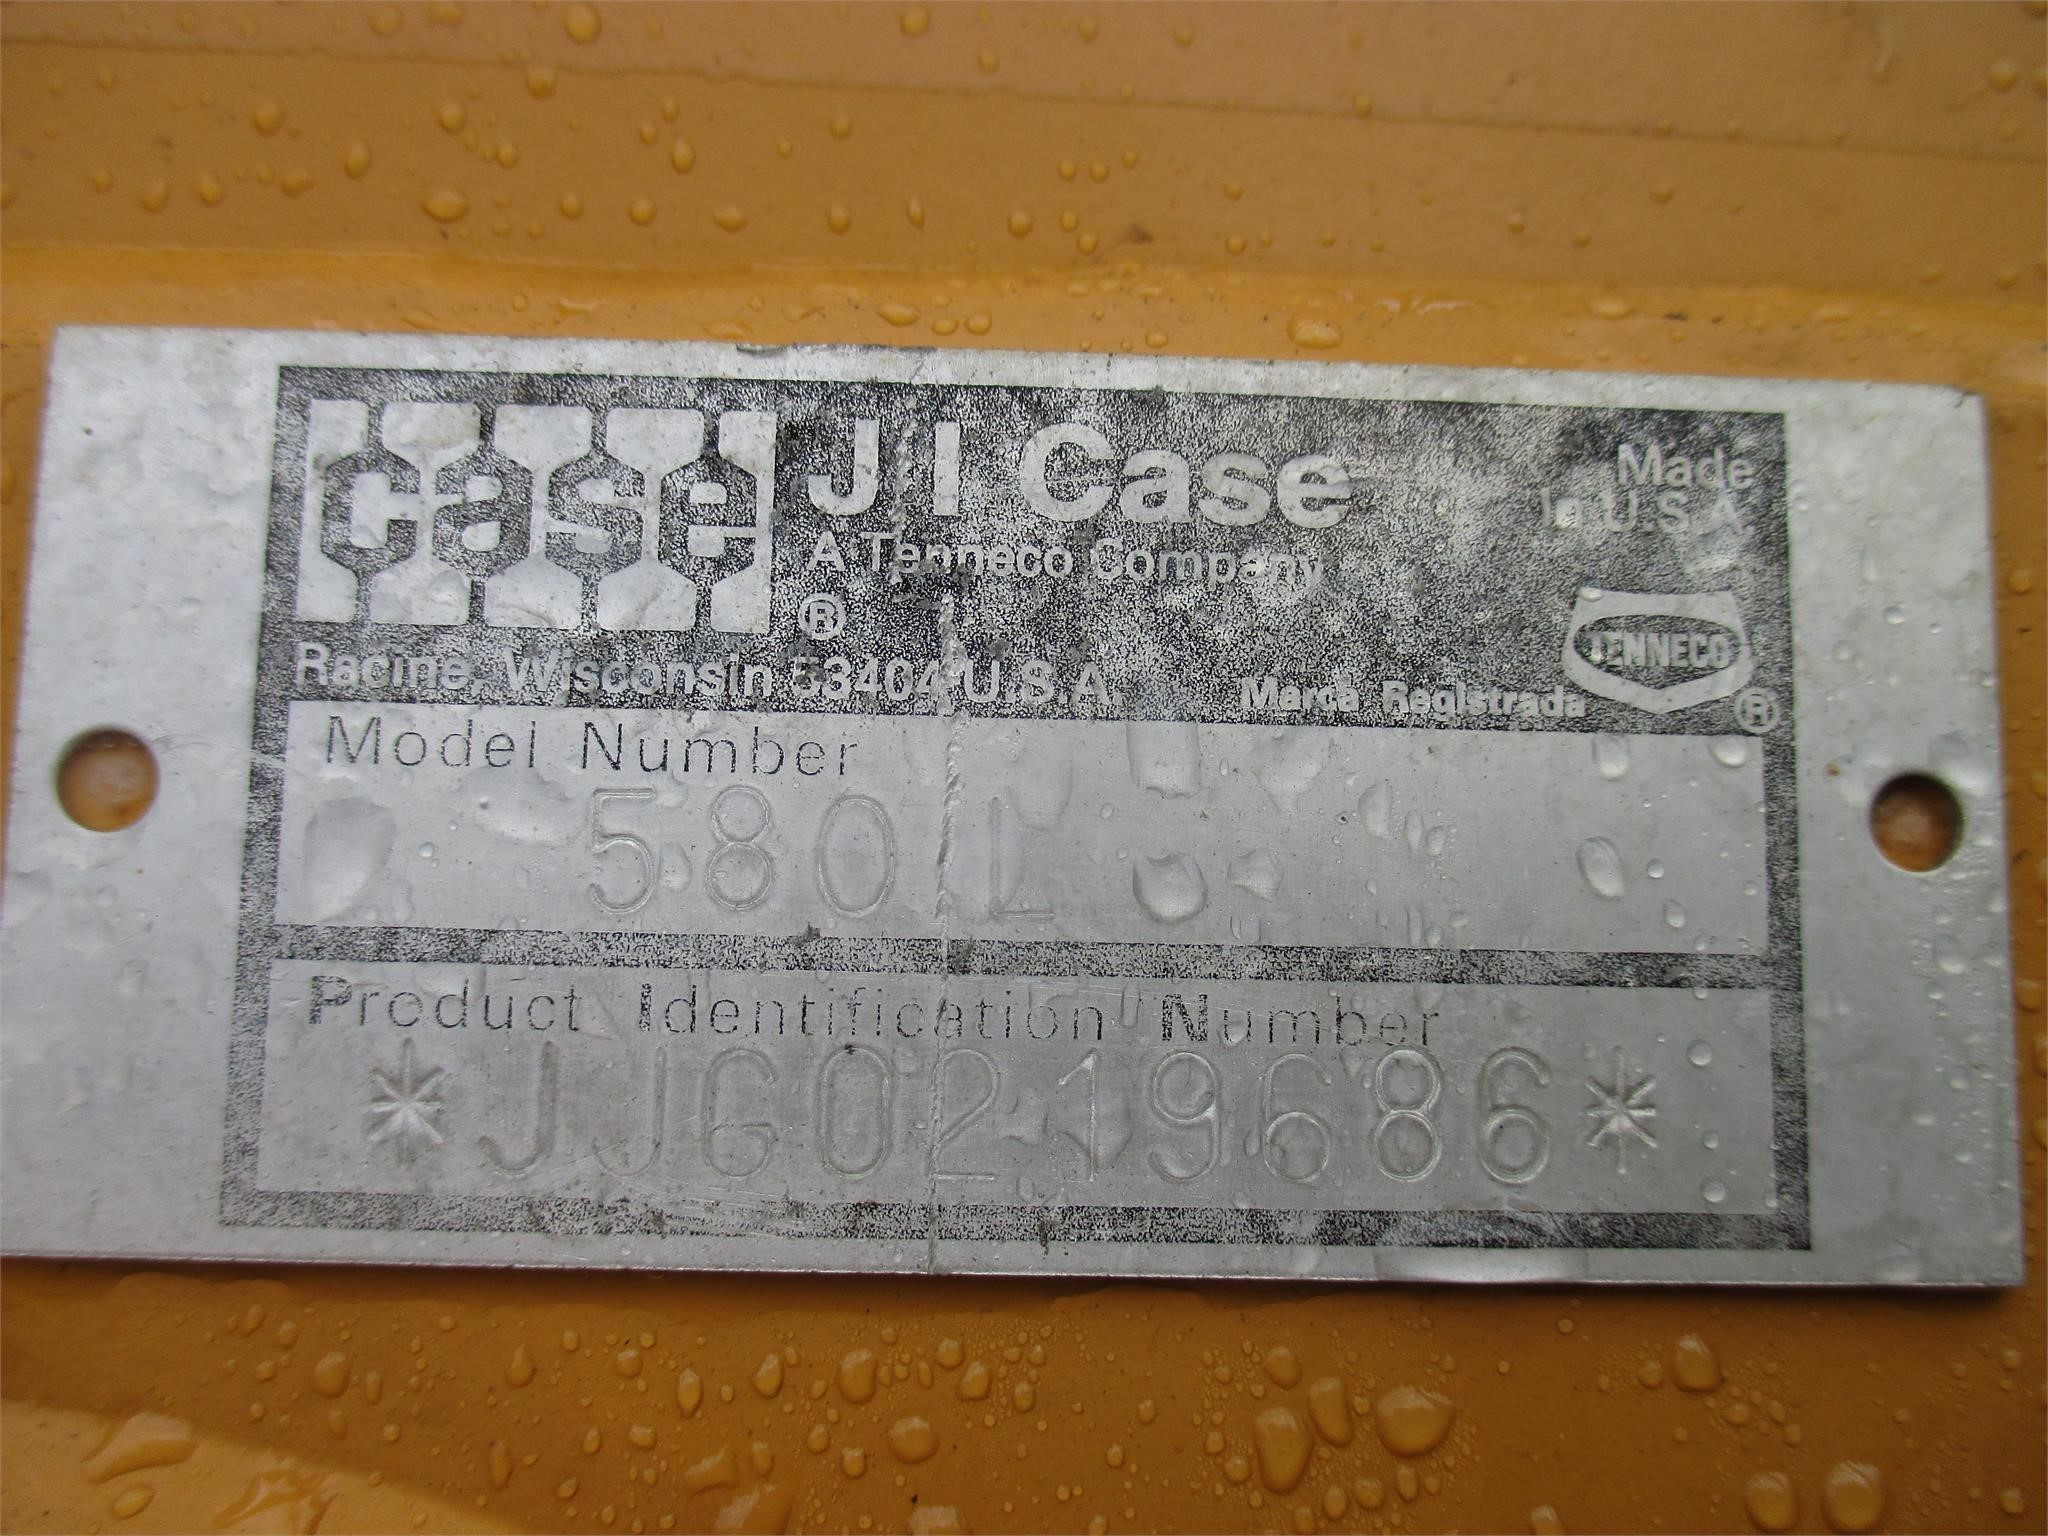 case
J I Case
Made
In U.S.A.
A Tenneco Company
®
TENNECO
Racine, Wisconsin 53404 U.S.A.
Marca Registrada
®
Model Number
580 L
Product Identification Number
*JJG0219686*